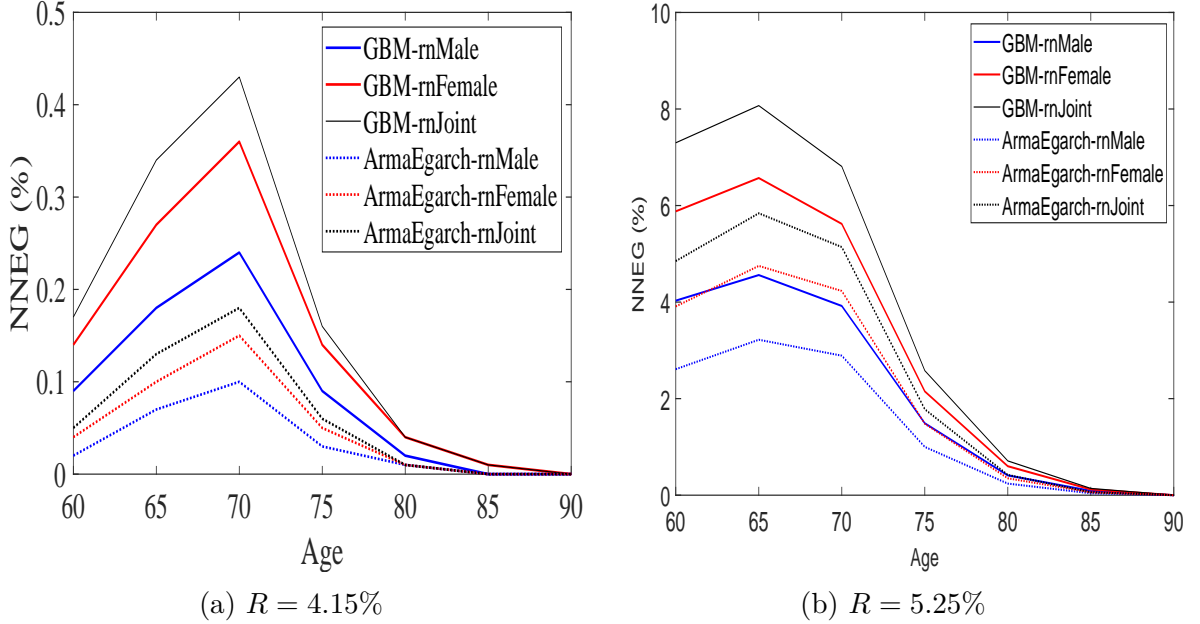 0.5
0.4
0.3
0.2
0.1
0
NNEG (%)
60 65 70 75 80 85 90
Age
GBM-rnMale
GBM-rnFemale
GBM-rnJoint
ArmaEgarch-rnMale
ArmaEgarch-rnFemale
ArmaEgarch-rnJoint
(a) R = 4.15%
10
8
6
4
2
0
NNEG (%)
60 65 70 75 80 85 90
Age
GBM-rnMale
GBM-rnFemale
GBM-rnJoint
ArmaEgarch-rnMale
ArmaEgarch-rnFemale
ArmaEgarch-rnJoint
(b) R = 5.25%